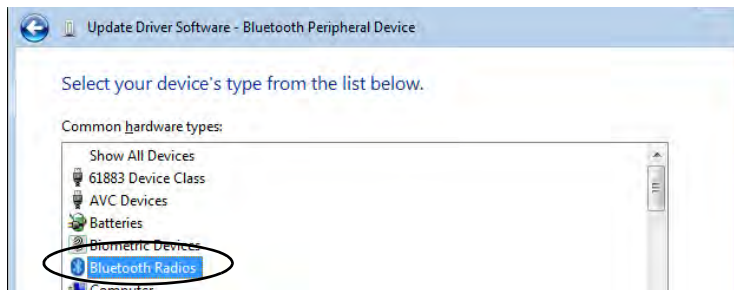 Update Driver Software - Bluetooth Peripheral Device
Select your device's type from the list below.
Common hardware types:
Show All Devices
61883 Device Class
AVC Devices
Batteries
Biometric Devices
Bluetooth Radios
Computer